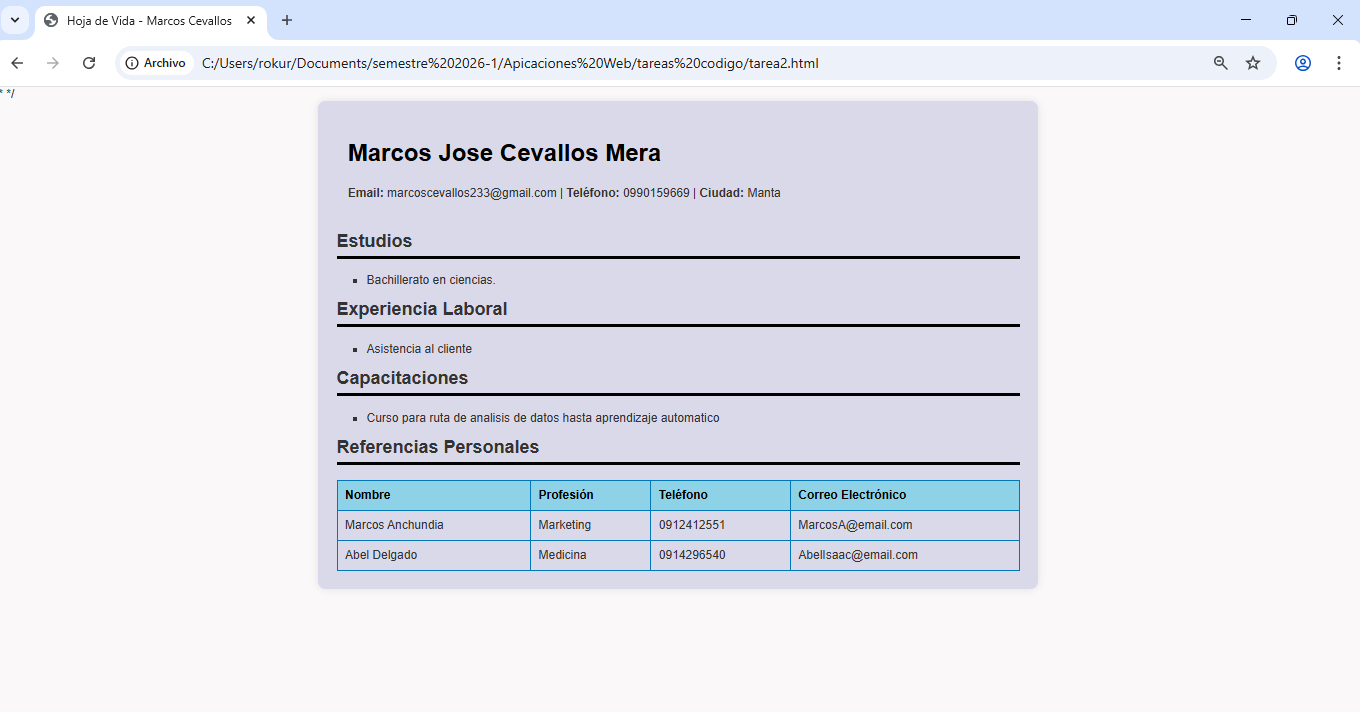 Hoja de Vida - Marcos Cevallos
Archivo
C:/Users/rokur/Documents/semestre%202026-1/Apicaciones%20Web/tareas%20codigo/tarea2.html
* */
Marcos Jose Cevallos Mera
Email: marcoscevallos233@gmail.com | Teléfono: 0990159669 | Ciudad: Manta
Estudios
Bachillerato en ciencias.
Experiencia Laboral
Asistencia al cliente
Capacitaciones
Curso para ruta de analisis de datos hasta aprendizaje automatico
Referencias Personales
Nombre Profesión Teléfono Correo Electrónico
Marcos Anchundia Marketing 0912412551 MarcosA@email.com
Abel Delgado Medicina 0914296540 AbelIsaac@email.com